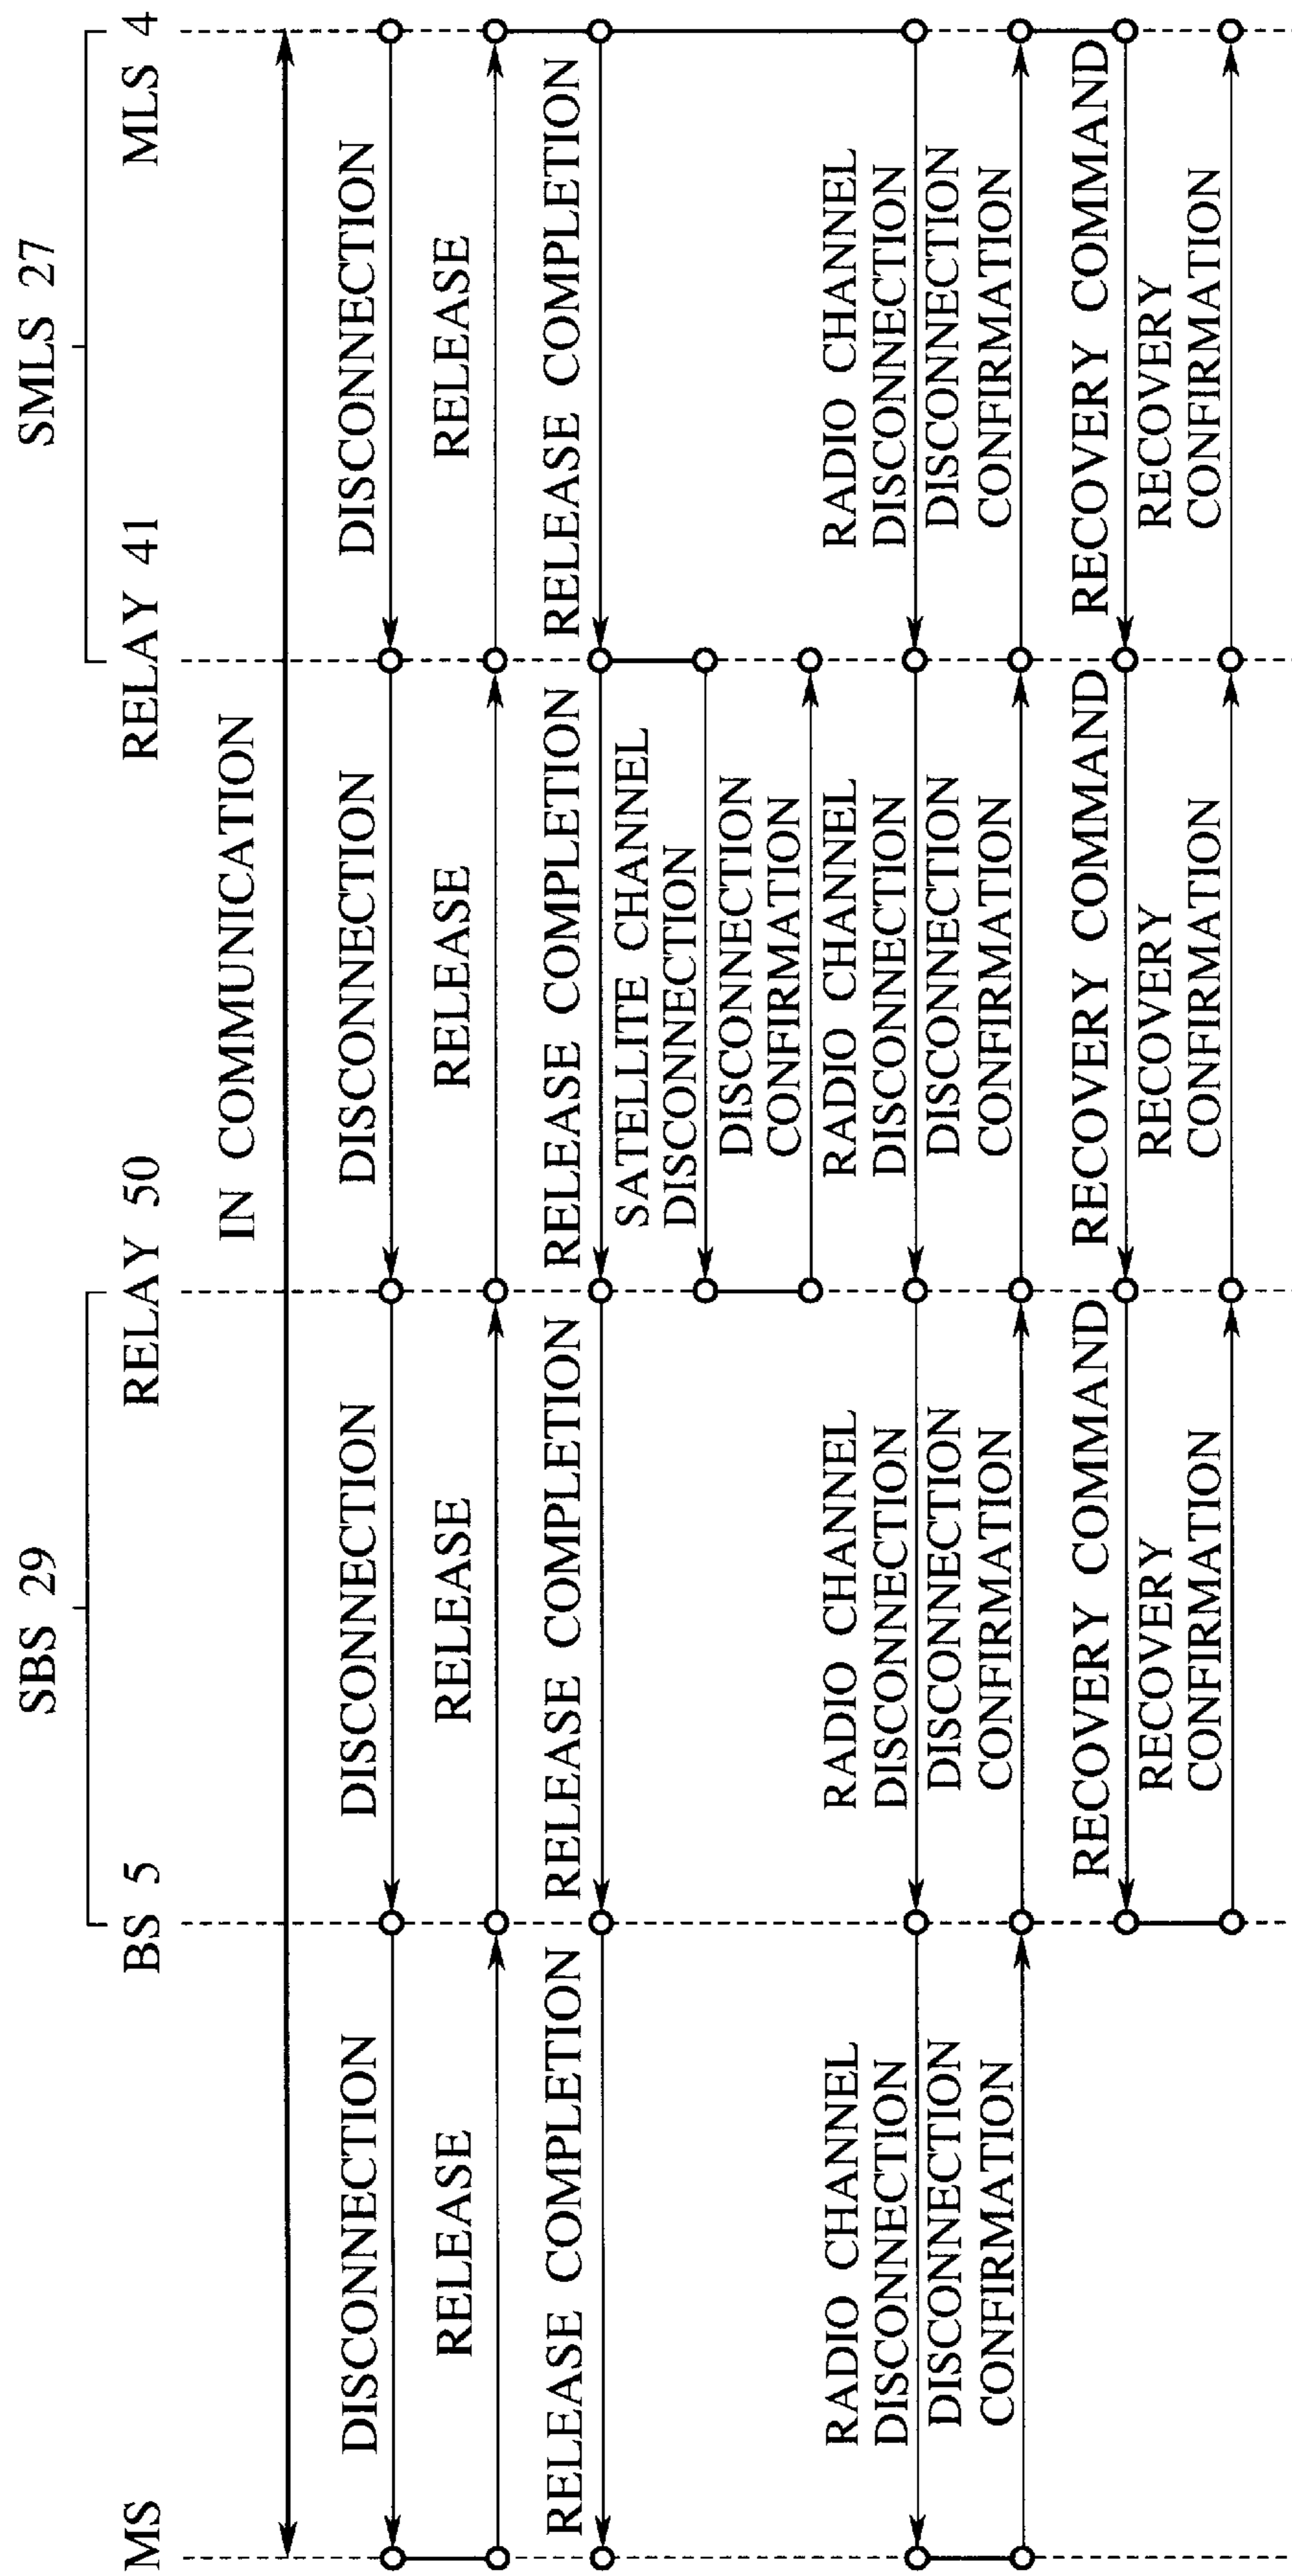 SBS 29
SMLS 27
MS
BS 5
RELAY 50
RELAY 41
MLS 4
IN COMMUNICATION
DISCONNECTION
DISCONNECTION
DISCONNECTION
DISCONNECTION
RELEASE
RELEASE
RELEASE
RELEASE
RELEASE COMPLETION
RELEASE COMPLETION
RELEASE COMPLETION
RELEASE COMPLETION
SATELLITE CHANNEL
DISCONNECTION
DISCONNECTION
CONFIRMATION
RADIO CHANNEL
DISCONNECTION
RADIO CHANNEL
DISCONNECTION
RADIO CHANNEL
DISCONNECTION
RADIO CHANNEL
DISCONNECTION
DISCONNECTION
CONFIRMATION
DISCONNECTION
CONFIRMATION
DISCONNECTION
CONFIRMATION
DISCONNECTION
CONFIRMATION
RECOVERY COMMAND
RECOVERY COMMAND
RECOVERY COMMAND
RECOVERY
CONFIRMATION
RECOVERY
CONFIRMATION
RECOVERY
CONFIRMATION